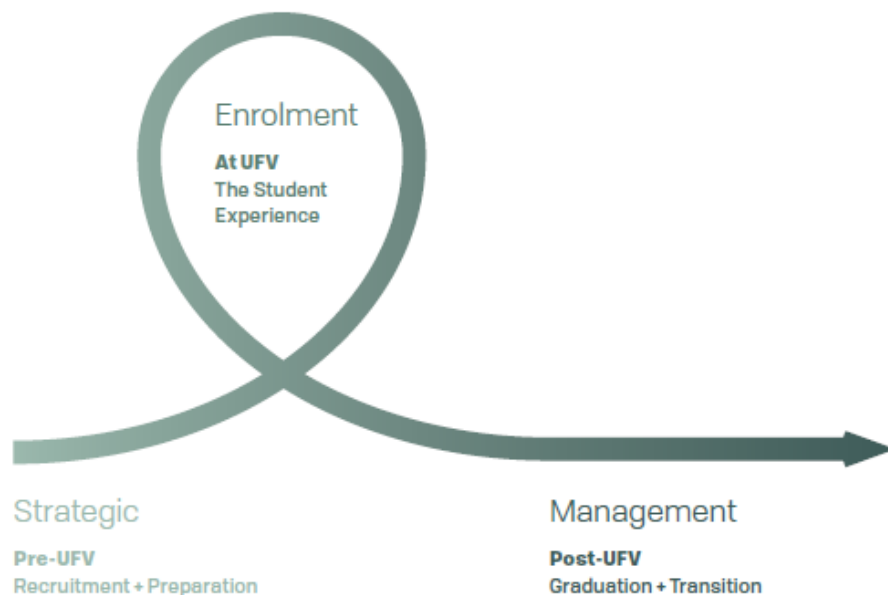 Enrolment
At UFV
The Student
Experience
Strategic
Pre-UFV
Recruitment + Preparation
Management
Post-UFV
Graduation + Transition